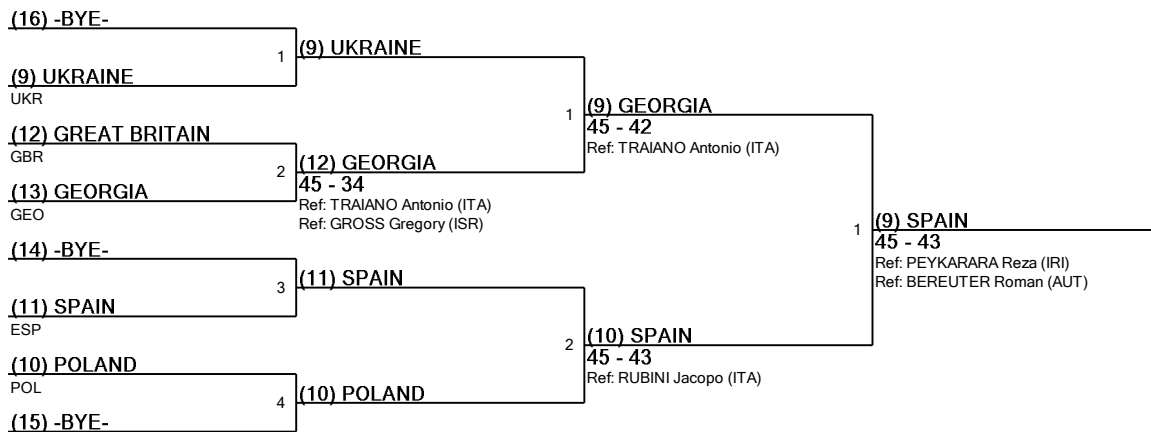 (16) -BYE-
1
(9) UKRAINE
(9) UKRAINE
UKR
1
(9) GEORGIA
45 - 42
Ref: TRAIANO Antonio (ITA)
(12) GREAT BRITAIN
GBR
2
(12) GEORGIA
45 - 34
Ref: TRAIANO Antonio (ITA)
Ref: GROSS Gregory (ISR)
(13) GEORGIA
GEO
1
(9) SPAIN
45 - 43
Ref: PEYKARARA Reza (IRI)
Ref: BEREUTER Roman (AUT)
(14) -BYE-
3
(11) SPAIN
(11) SPAIN
ESP
2
(10) SPAIN
45 - 43
Ref: RUBINI Jacopo (ITA)
(10) POLAND
POL
4
(10) POLAND
(15) -BYE-